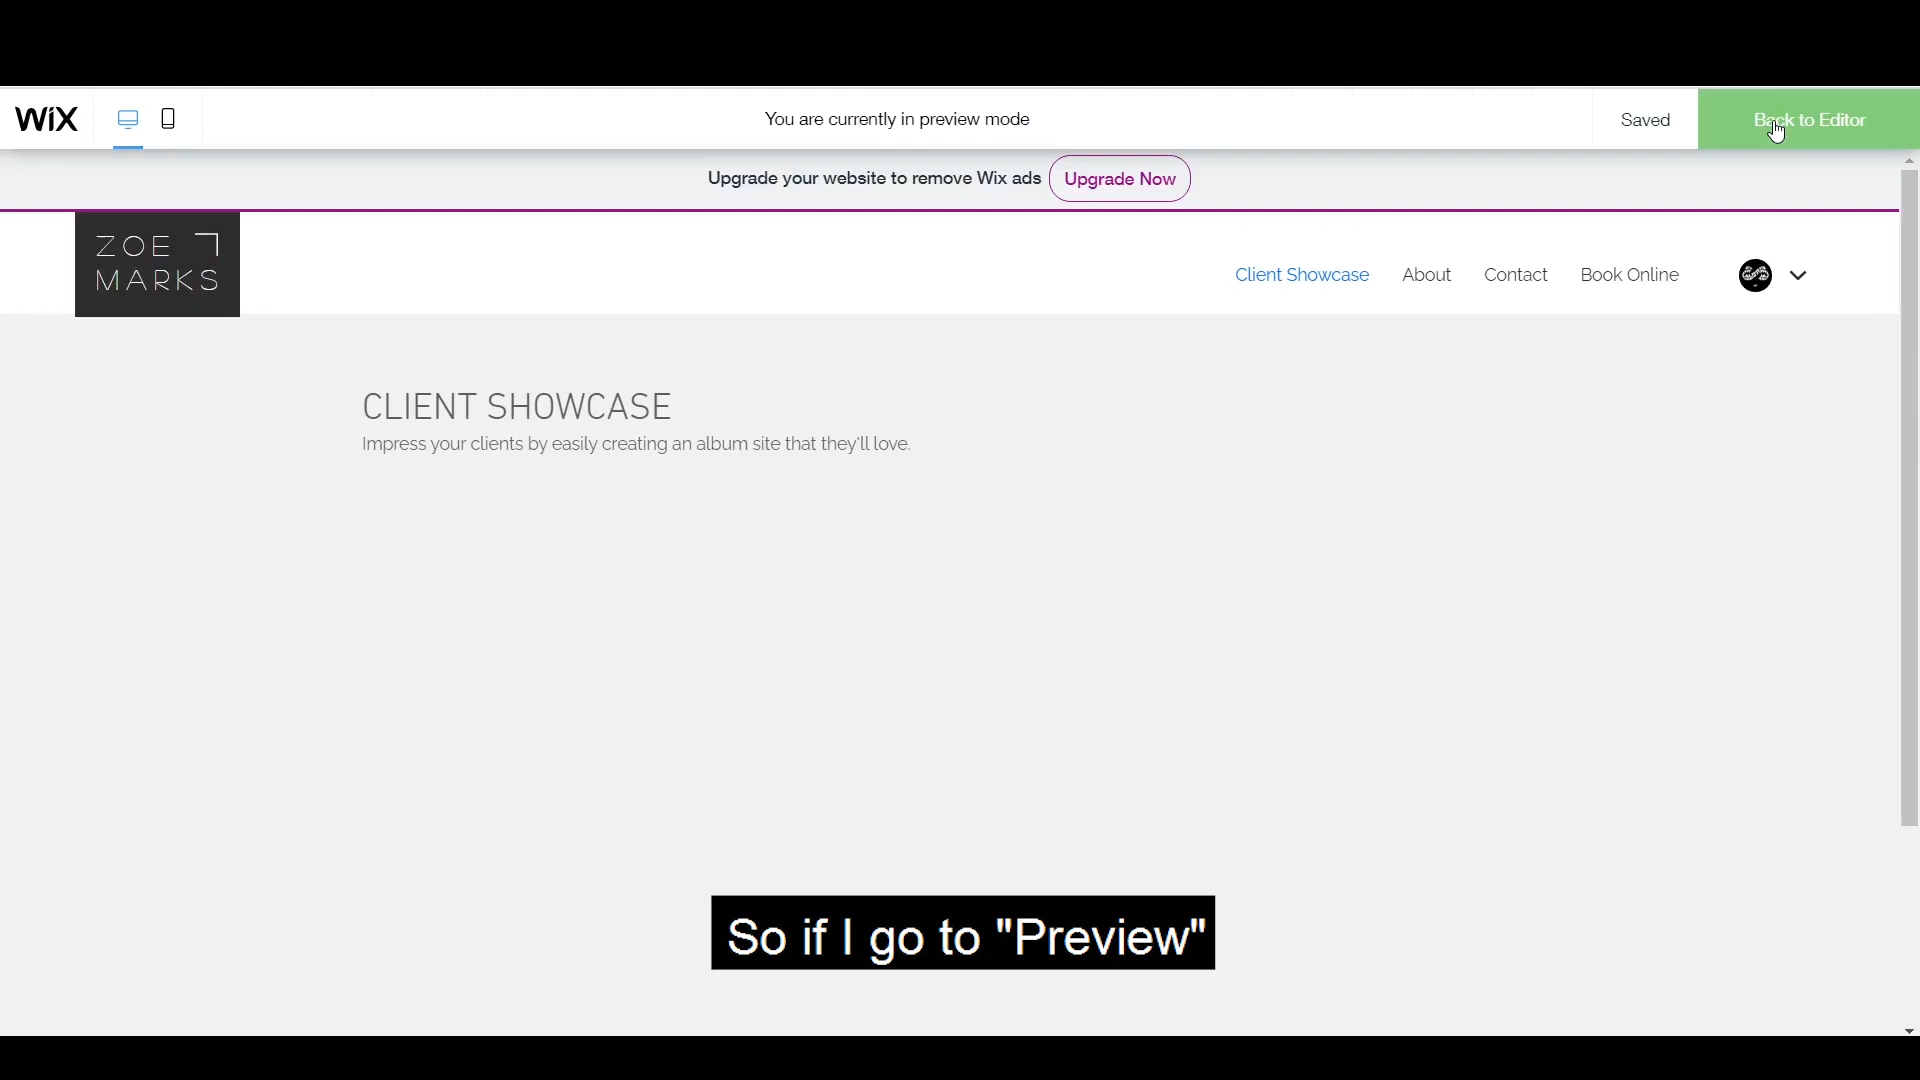 WiX
You are currently in preview mode
Saved
Back to Editor
Upgrade your website to remove Wix ads
Upgrade Now
ZOE
MARKS
Client Showcase
About
Contact
Book Online
CLIENT SHOWCASE
Impress your clients by easily creating an album site that they'll love.
So if I go to "Preview"